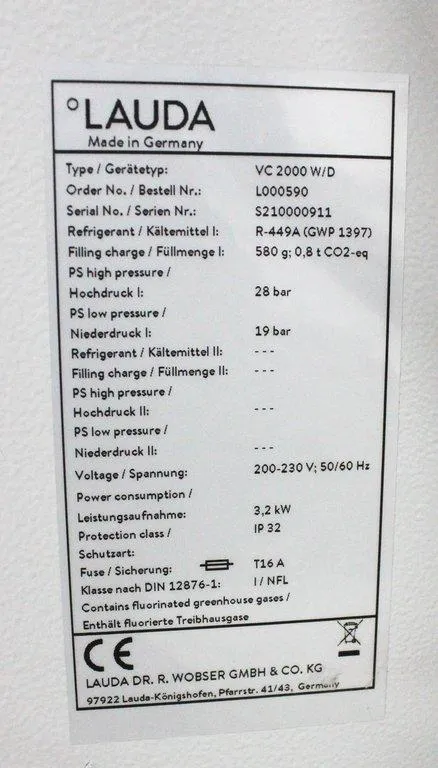 °LAUDA
Made in Germany
Type / Gerätetyp: VC 2000 W/D
Order No. / Bestell Nr.: L000590
Serial No. / Serien Nr.: S210000911
Refrigerant / Kältemittel I: R-449A (GWP 1397)
Filling charge / Füllmenge I: 580 g; 0,8 t CO2-eq
PS high pressure /
Hochdruck I: 28 bar
PS low pressure /
Niederdruck I: 19 bar
Refrigerant / Kältemittel II: - - -
Filling charge / Füllmenge II: - - -
PS high pressure /
Hochdruck II: - - -
PS low pressure /
Niederdruck II: - - -
Voltage / Spannung: 200-230 V; 50/60 Hz
Power consumption /
Leistungsaufnahme: 3,2 kW
Protection class / IP 32
Schutzart:
Fuse / Sicherung: T16 A
Klasse nach DIN 12876-1: I / NFL
Contains fluorinated greenhouse gases /
Enthält fluorierte Treibhausgase
CE
LAUDA DR. R. WOBSER GMBH & CO. KG
97922 Lauda-Königshofen, Pfarrstr. 41/43, Germany